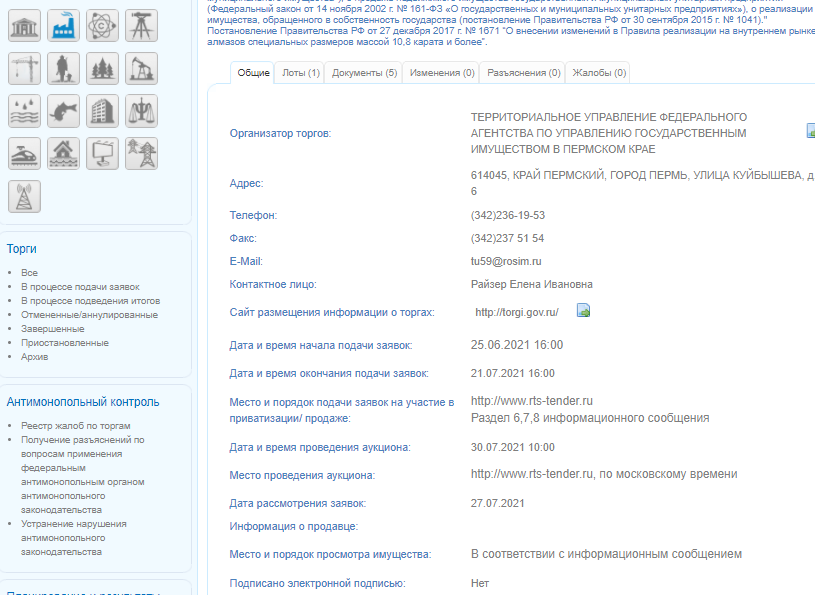 (Федеральный закон от 14 ноября 2002 г. № 161-ФЗ «О государственных и муниципальных унитарных предприятиях»), о реализации
имущества, обращенного в собственность государства (постановление Правительства РФ от 30 сентября 2015 г. № 1041)."
Постановление Правительства РФ от 27 декабря 2017 г. № 1671 "О внесении изменений в Правила реализации на внутреннем рынке
алмазов специальных размеров массой 10,8 карата и более".
Общие Лоты (1) Документы (5) Изменения (0) Разъяснения (0) Жалобы (0)
Организатор торгов: ТЕРРИТОРИАЛЬНОЕ УПРАВЛЕНИЕ ФЕДЕРАЛЬНОГО
АГЕНТСТВА ПО УПРАВЛЕНИЮ ГОСУДАРСТВЕННЫМ
ИМУЩЕСТВОМ В ПЕРМСКОМ КРАЕ
Адрес: 614045, КРАЙ ПЕРМСКИЙ, ГОРОД ПЕРМЬ, УЛИЦА КУЙБЫШЕВА, д
6
Телефон: (342)236-19-53
Факс: (342)237 51 54
E-Mail: tu59@rosim.ru
Контактное лицо: Райзер Елена Ивановна
Сайт размещения информации о торгах: http://torgi.gov.ru/
Дата и время начала подачи заявок: 25.06.2021 16:00
Дата и время окончания подачи заявок: 21.07.2021 16:00
Место и порядок подачи заявок на участие в
приватизации/ продаже:
http://www.rts-tender.ru
Раздел 6,7,8 информационного сообщения
Дата и время проведения аукциона: 30.07.2021 10:00
Место проведения аукциона: http://www.rts-tender.ru, по московскому времени
Дата рассмотрения заявок: 27.07.2021
Информация о продавце:
Место и порядок просмотра имущества: В соответствии с информационным сообщением
Подписано электронной подписью: Нет
Торги
Все
В процессе подачи заявок
В процессе подведения итогов
Отмененные/аннулированные
Завершенные
Приостановленные
Архив
Антимонопольный контроль
Реестр жалоб по торгам
Получение разъяснений по
вопросам применения
федеральным
антимонопольным органом
антимонопольного
законодательства
Устранение нарушения
антимонопольного
законодательства